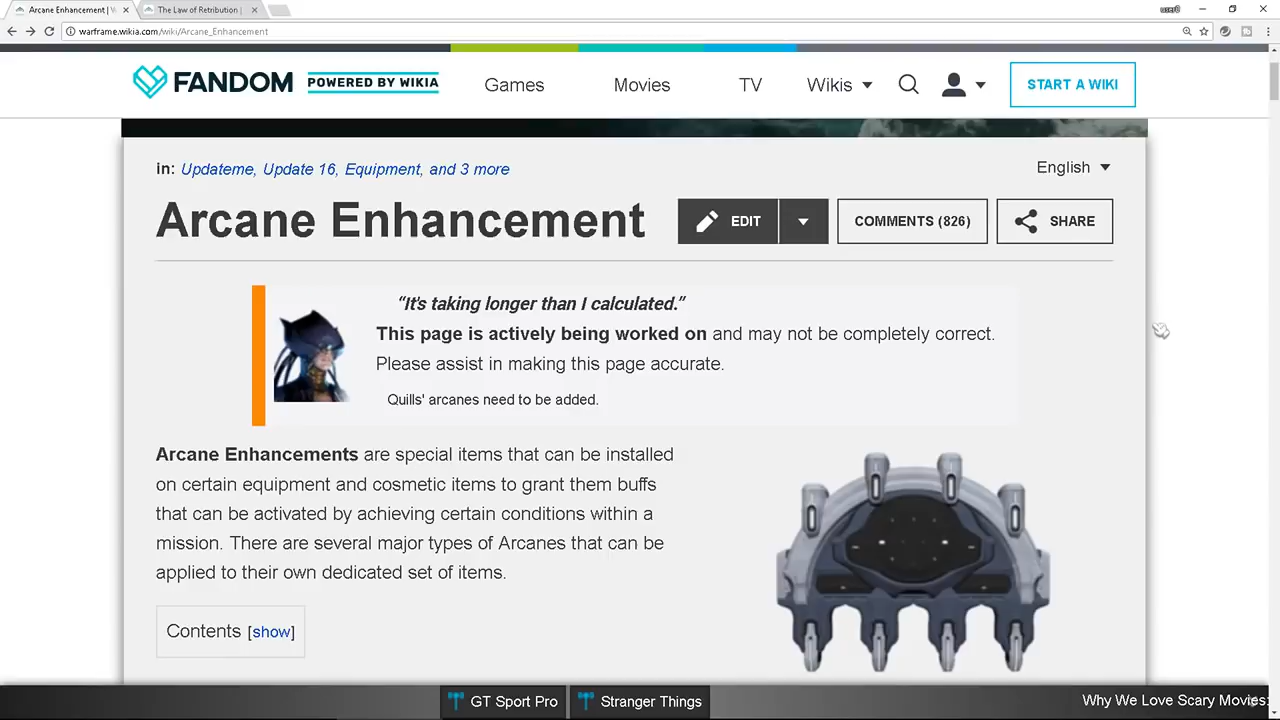 Arcane Enhancement |
The Law of Retribution |
user0
warframe.wikia.com/wiki/Arcane_Enhancement
FANDOM POWERED BY WIKIA Games Movies TV Wikis START A WIKI
in: Updateme, Update 16, Equipment, and 3 more
English
Arcane Enhancement EDIT COMMENTS (826) SHARE
“It's taking longer than I calculated.”
This page is actively being worked on and may not be completely correct.
Please assist in making this page accurate.
Quills' arcanes need to be added.
Arcane Enhancements are special items that can be installed
on certain equipment and cosmetic items to grant them buffs
that can be activated by achieving certain conditions within a
mission. There are several major types of Arcanes that can be
applied to their own dedicated set of items.
Contents [show]
GT Sport Pro Stranger Things Why We Love Scary Movies